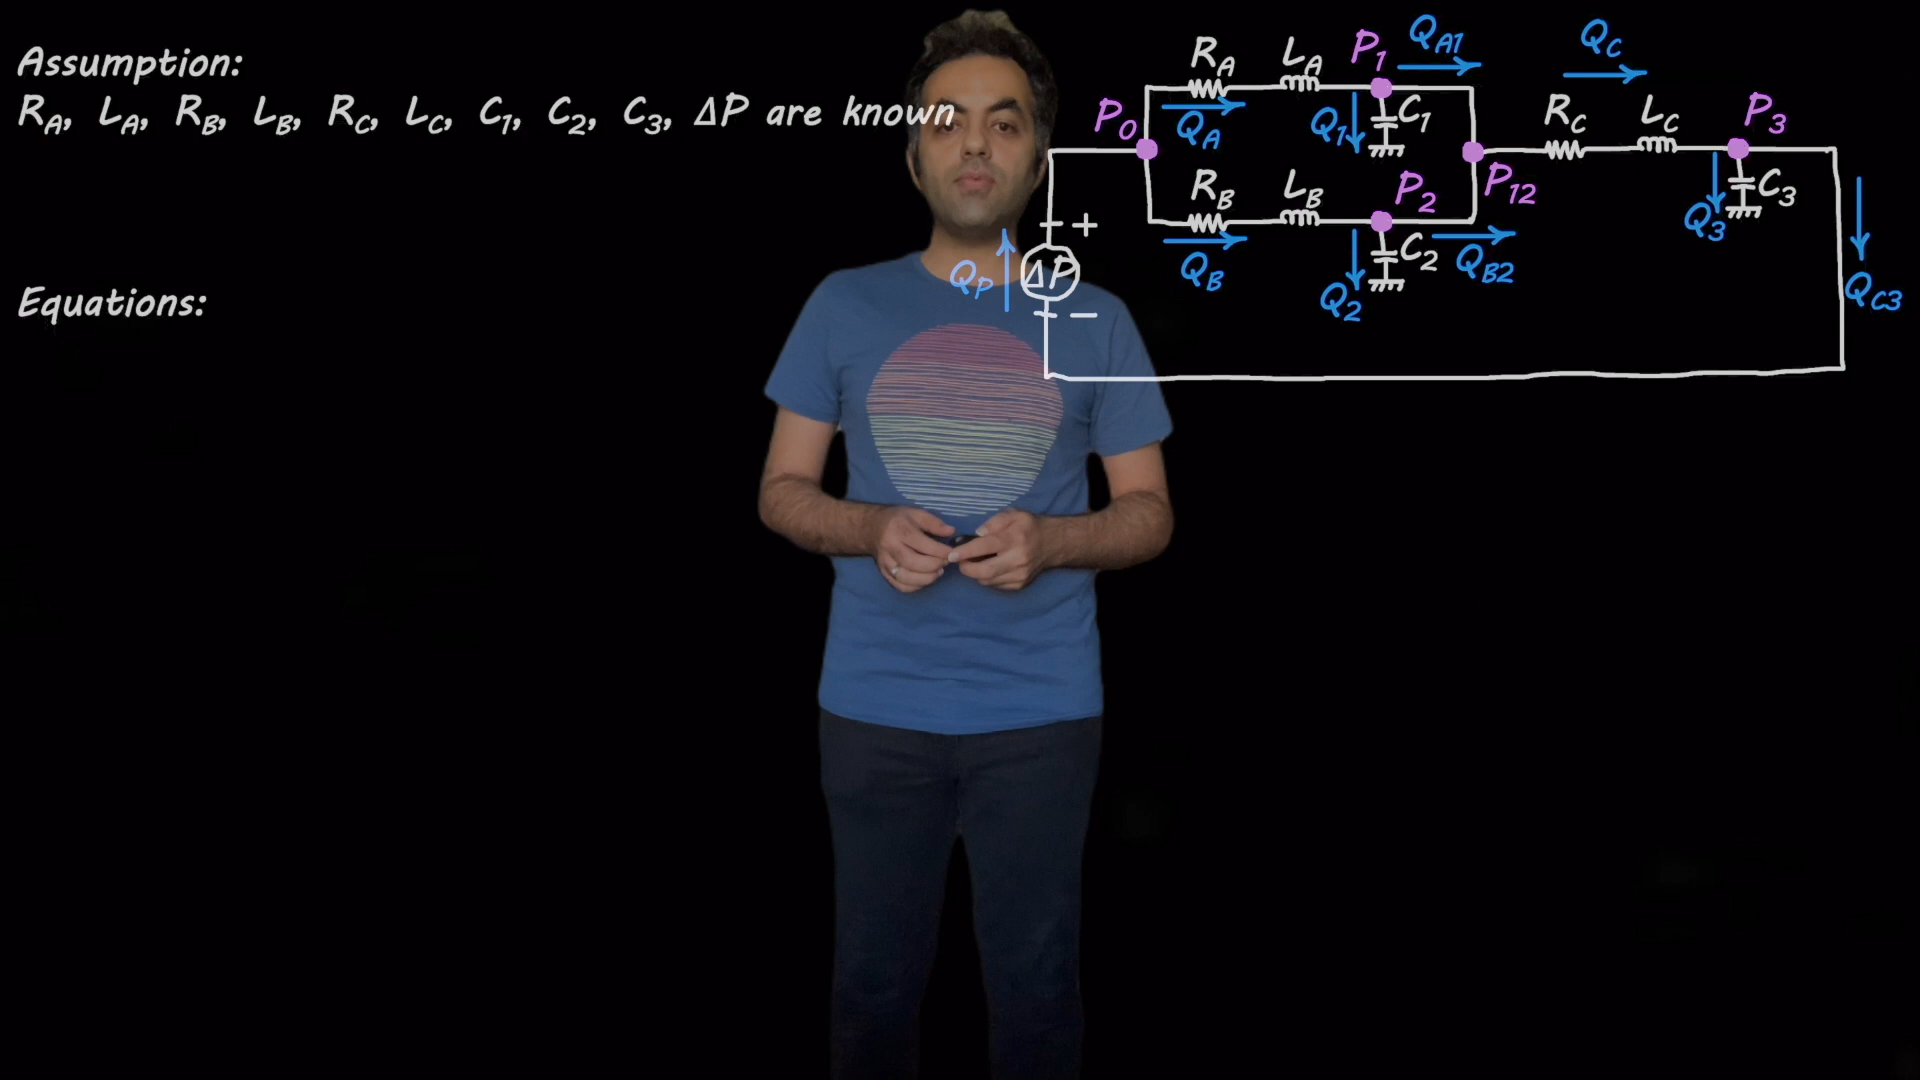 Assumption:
R_A, L_A, R_B, L_B, R_C, L_C, C_1, C_2, C_3, ΔP are known
Equations:
Q_A1 Q_C
R_A L_A P_1
P_0 Q_A Q_1 C_1 R_C L_C P_3
R_B L_B P_2 P_12 C_3
Q_3
+
Q_P ΔP Q_B Q_2 C_2 Q_B2 Q_C3
−